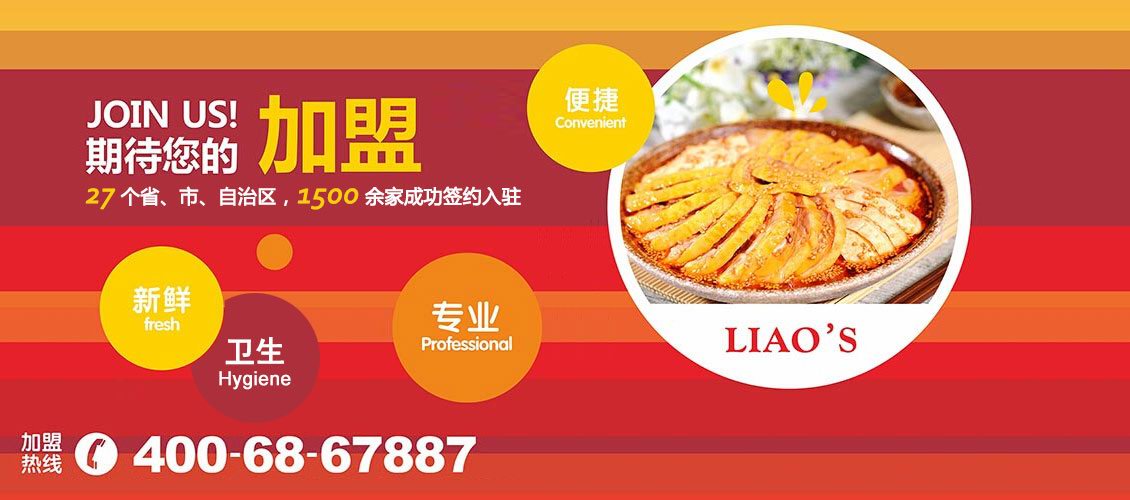 JOIN US!
期待您的
加盟
27 个省、市、自治区，1500 余家成功签约入驻
便捷
Convenient
新鲜
fresh
卫生
Hygiene
专业
Professional
LIAO'S
加盟
热线
400-68-67887